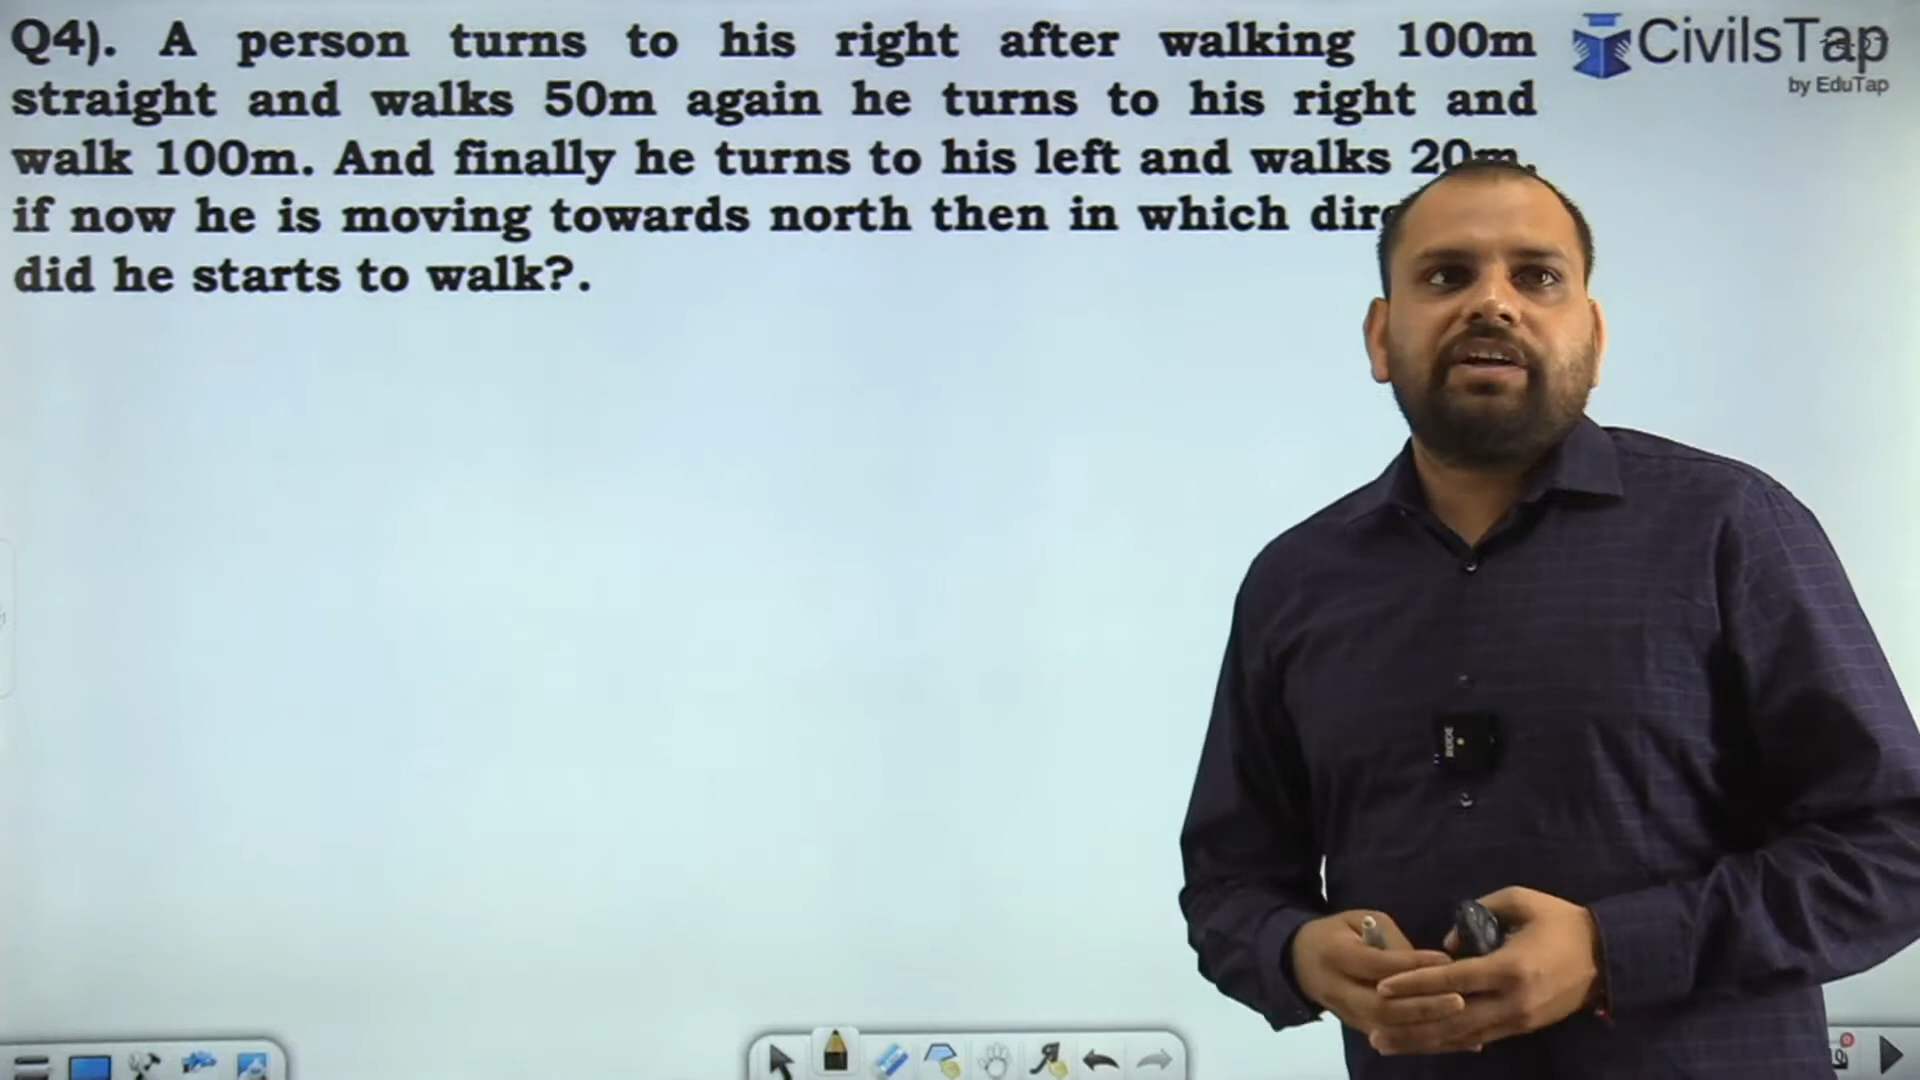 Q4). A person turns to his right after walking 100m
straight and walks 50m again he turns to his right and
walk 100m. And finally he turns to his left and walks 20m,
if now he is moving towards north then in which
did he starts to walk?.
CivilsTap
by EduTap
RODE